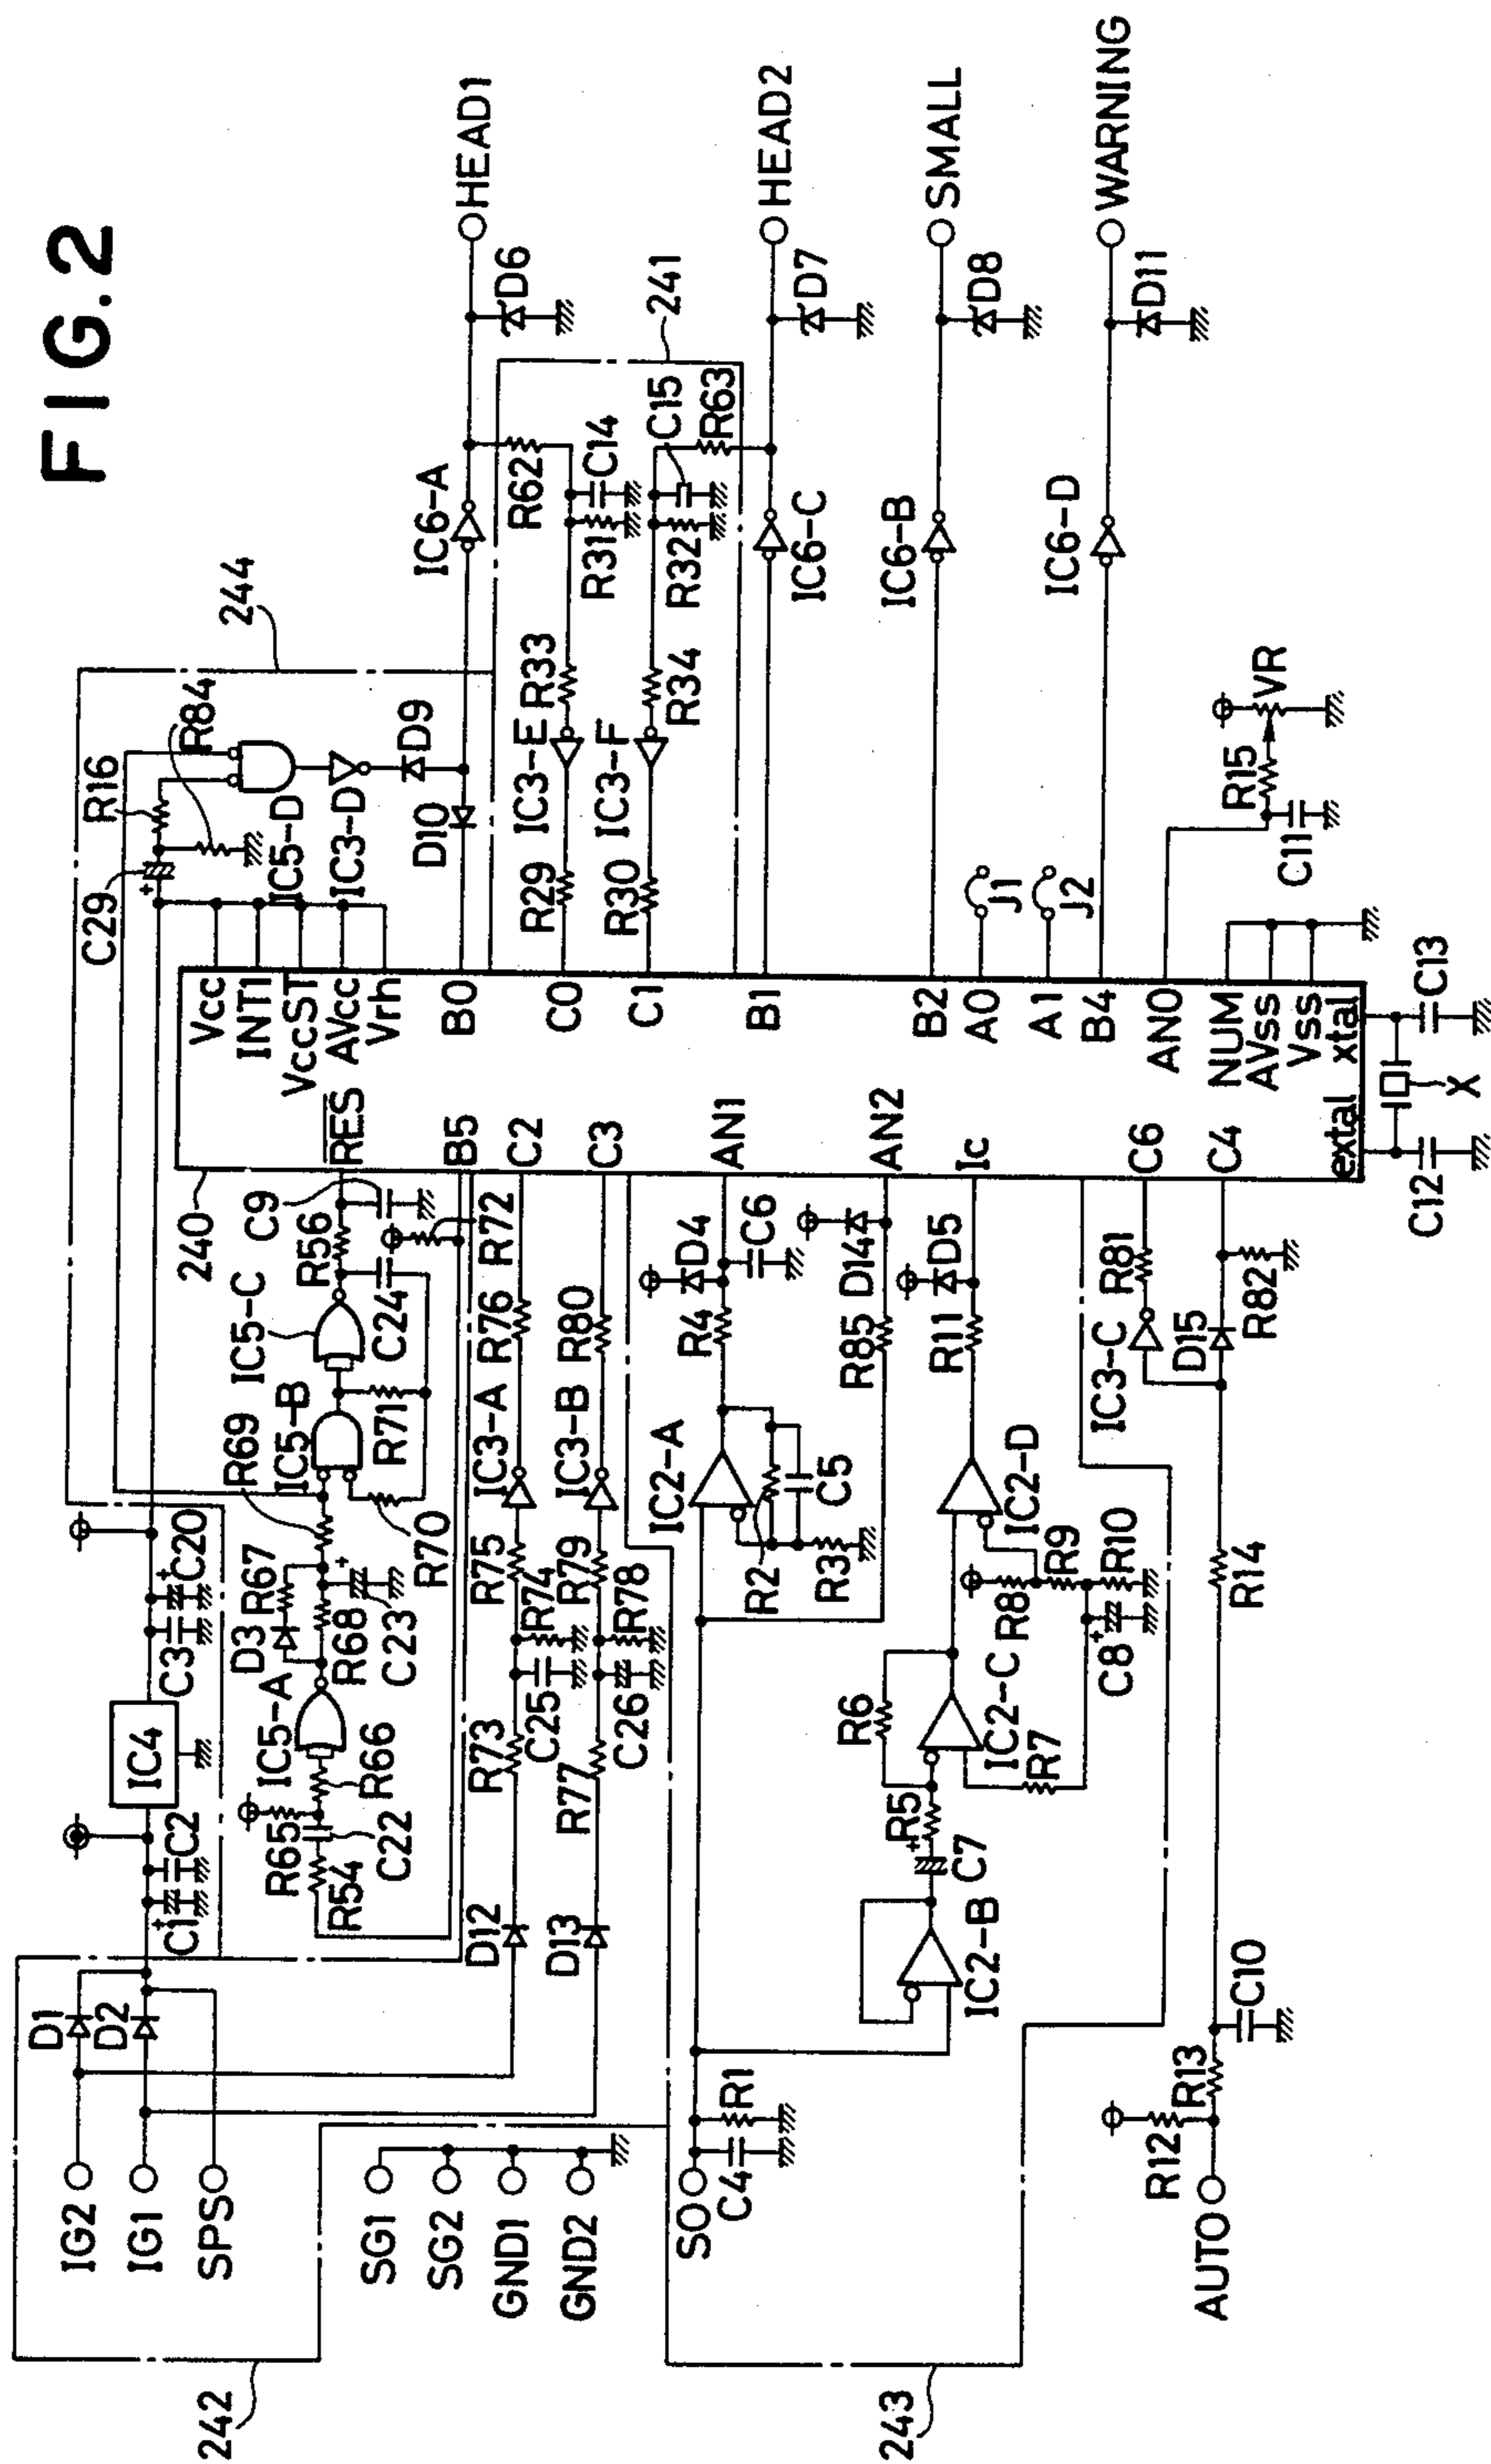 FIG.2
244
R16
R84
C29
IC5-D
IC3-D
D9
D10
IC6-A
HEAD1
D6
241
R62
C14
R31
R33
IC3-E
R29
C15
R63
R32
R34
IC3-F
R30
IC6-C
HEAD2
D7
IC6-B
SMALL
D8
J1
J2
IC6-D
WARNING
D11
R15
VR
C11
Vcc
INT1
VccST
AVcc
Vrh
B0
C0
C1
B1
B2
A0
A1
B4
AN0
NUM
AVss
Vss
xtal
extal
RES
B5
C2
C3
AN1
AN2
Ic
C6
C4
C13
X
C12
240
C9
R56
R72
IC5-C
C24
IC5-B
R69
R71
R70
R67
D3
R68
C23
IC5-A
R66
R65
C22
R54
C20
C3
IC4
C2
C1
D1
D2
IG2
IG1
SPS
242
R76
IC3-A
R75
R74
C25
R73
D12
R80
IC3-B
R79
R78
C26
R77
D13
SG1
SG2
GND1
GND2
D4
C6
R4
IC2-A
R2
C5
R3
D14
R85
D5
R11
IC2-D
R8
R9
R10
C8
IC2-C
R6
R7
R5
C7
IC2-B
SO
C4
R1
243
R81
IC3-C
D15
R82
R14
C10
R13
R12
AUTO